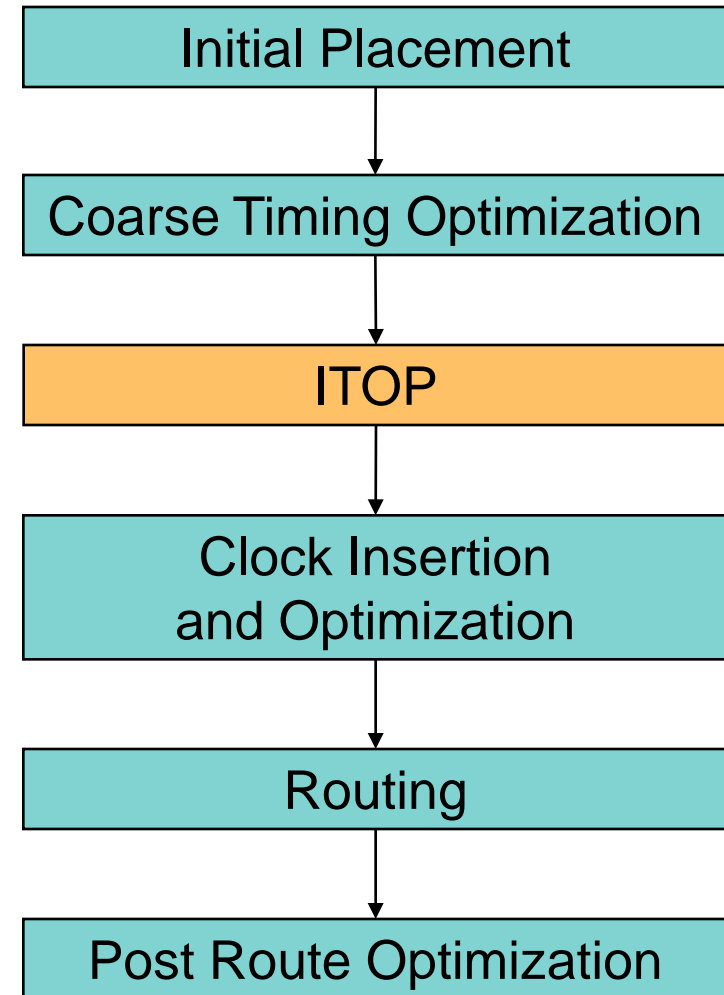 Initial Placement
Coarse Timing Optimization
ITOP
Clock Insertion
and Optimization
Routing
Post Route Optimization